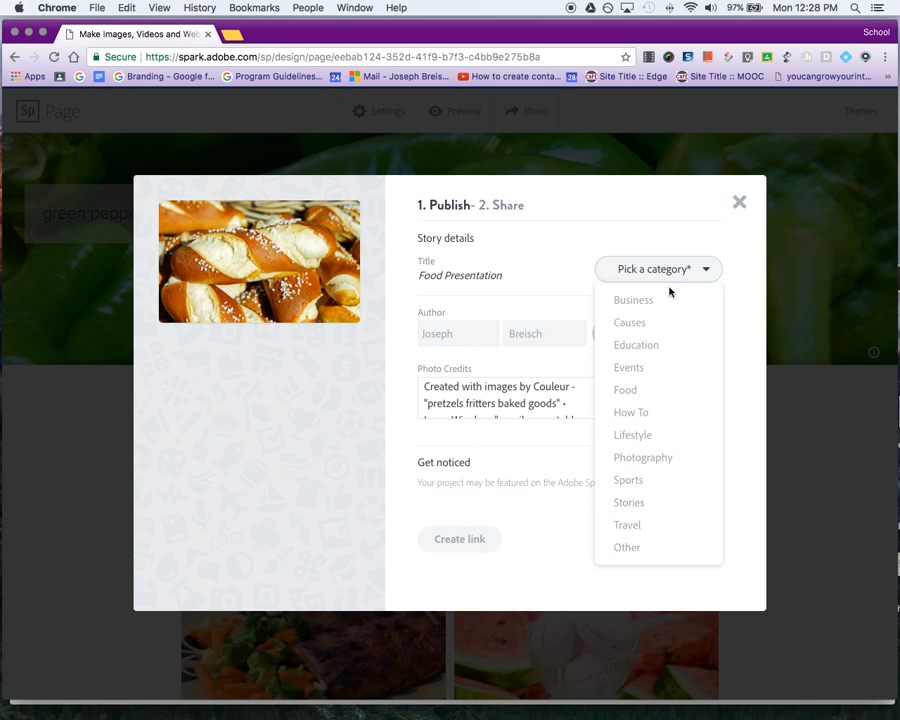 Chrome File Edit View History Bookmarks People Window Help 97% Mon 12:28 PM
Make Images, Videos and Web School
Secure https://spark.adobe.com/sp/design/page/eebab124-352d-41f9-b7f3-c4bb9e275b8a
Apps Branding - Google f... Program Guidelines... 24 Mail - Joseph Breis... How to create conta... 28 Site Title :: Edge Site Title :: MOOC youcangrowyourint... »
Sp Page Settings Preview Share Themes
green peppe
1. Publish- 2. Share
Story details
Title
Food Presentation
Pick a category*
Author
Joseph Breisch
Photo Credits
Created with images by Couleur -
"pretzels fritters baked goods" •
Get noticed
Your project may be featured on the Adobe Sp
Create link
Business
Causes
Education
Events
Food
How To
Lifestyle
Photography
Sports
Stories
Travel
Other